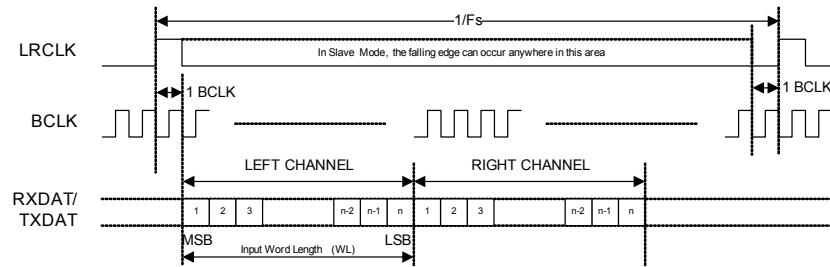 1/Fs
LRCLK
In Slave Mode, the falling edge can occur anywhere in this area
1 BCLK
1 BCLK
BCLK
LEFT CHANNEL
RIGHT CHANNEL
RXDAT/
TXDAT
1 2 3 n-2 n-1 n 1 2 3 n-2 n-1 n
MSB
LSB
Input Word Length (WL)